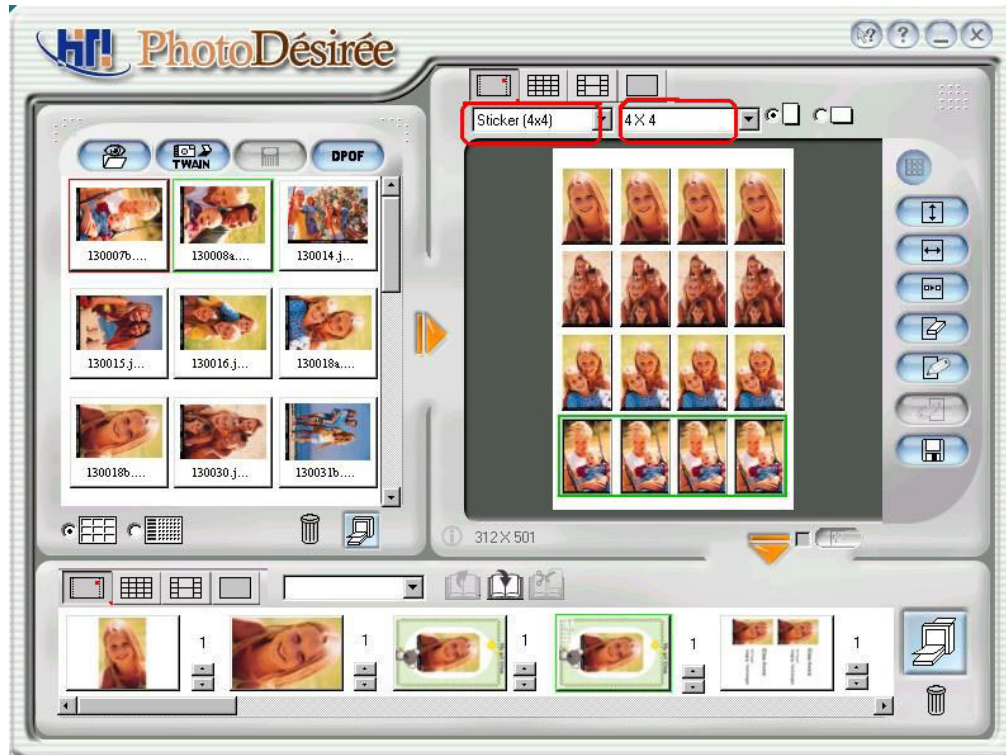 HiTi PhotoDésirée
Sticker (4x4)
4 X 4
TWAIN
DPOF
130007b....
130008a....
130014.j...
130015.j...
130016.j...
130018a....
130018b....
130030.j...
130031b....
312 X 501
1
1
1
1
1